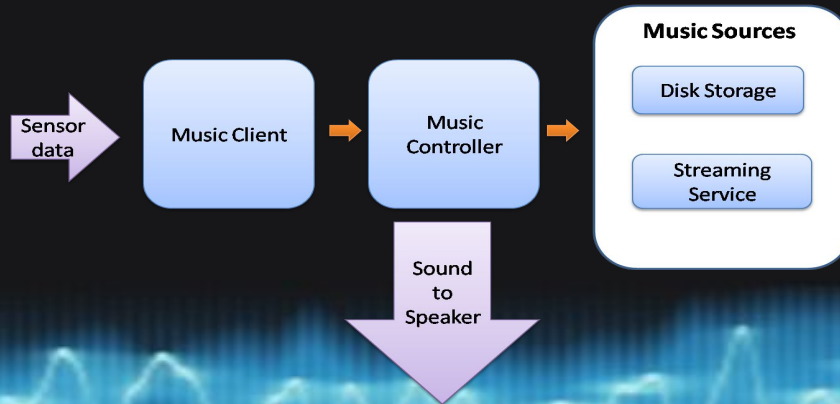 Music Sources
Disk Storage
Streaming
Service
Sensor
data
Music Client
Music
Controller
Sound
to
Speaker